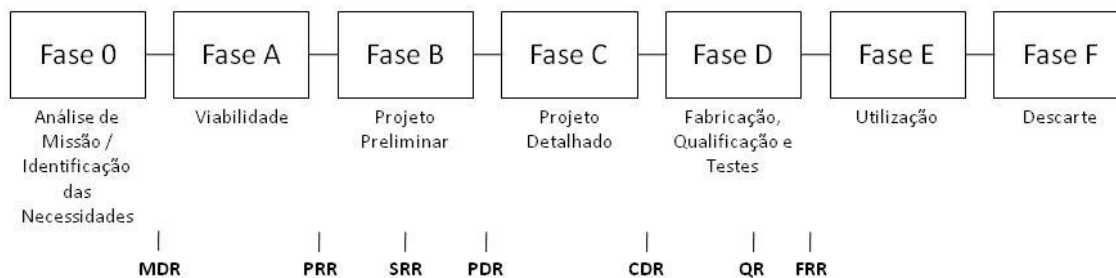 Fase 0
Fase A
Fase B
Fase C
Fase D
Fase E
Fase F
Análise de
Missão /
Identificação
das
Necessidades
Viabilidade
Projeto
Preliminar
Projeto
Detalhado
Fabricação,
Qualificação e
Testes
Utilização
Descarte
MDR
PRR
SRR
PDR
CDR
QR
FRR